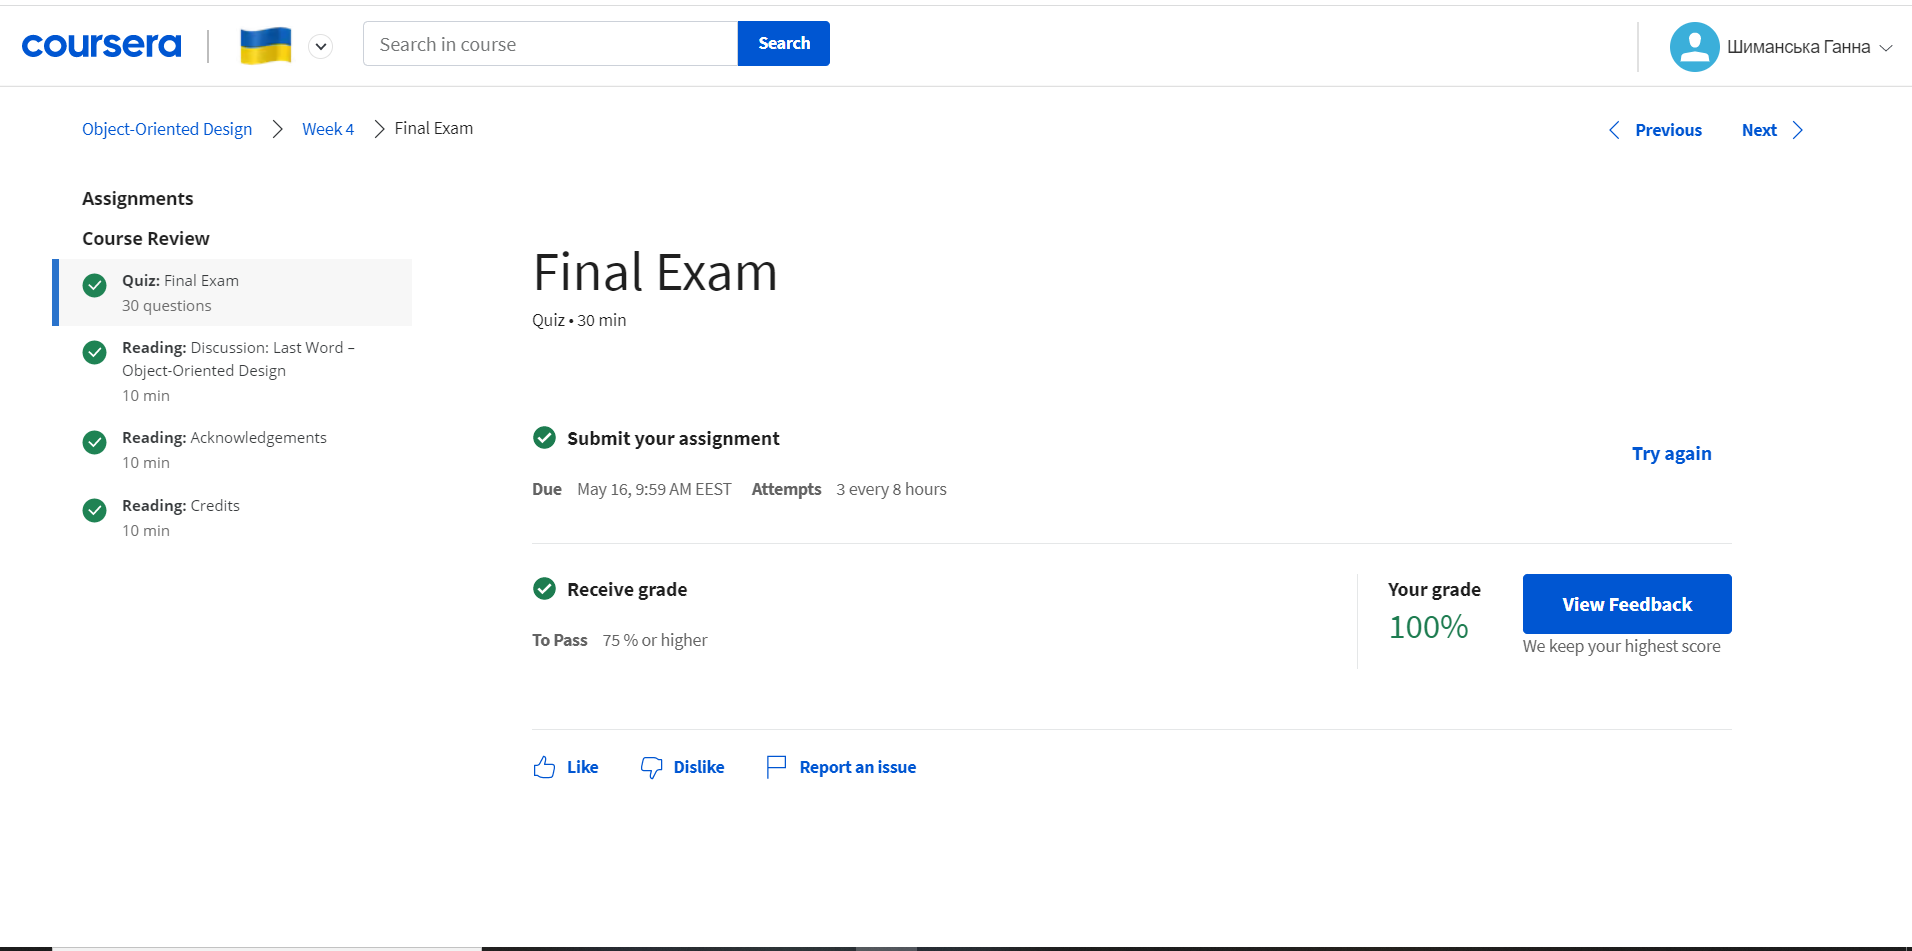 coursera
Search in course
Search
Шиманська Ганна
Object-Oriented Design
Week 4
Final Exam
Previous
Next
Assignments
Course Review
Quiz: Final Exam
30 questions
Reading: Discussion: Last Word –
Object-Oriented Design
10 min
Reading: Acknowledgements
10 min
Reading: Credits
10 min
Final Exam
Quiz • 30 min
Submit your assignment
Try again
Due May 16, 9:59 AM EEST Attempts 3 every 8 hours
Receive grade
To Pass 75 % or higher
Your grade
100%
View Feedback
We keep your highest score
Like
Dislike
Report an issue